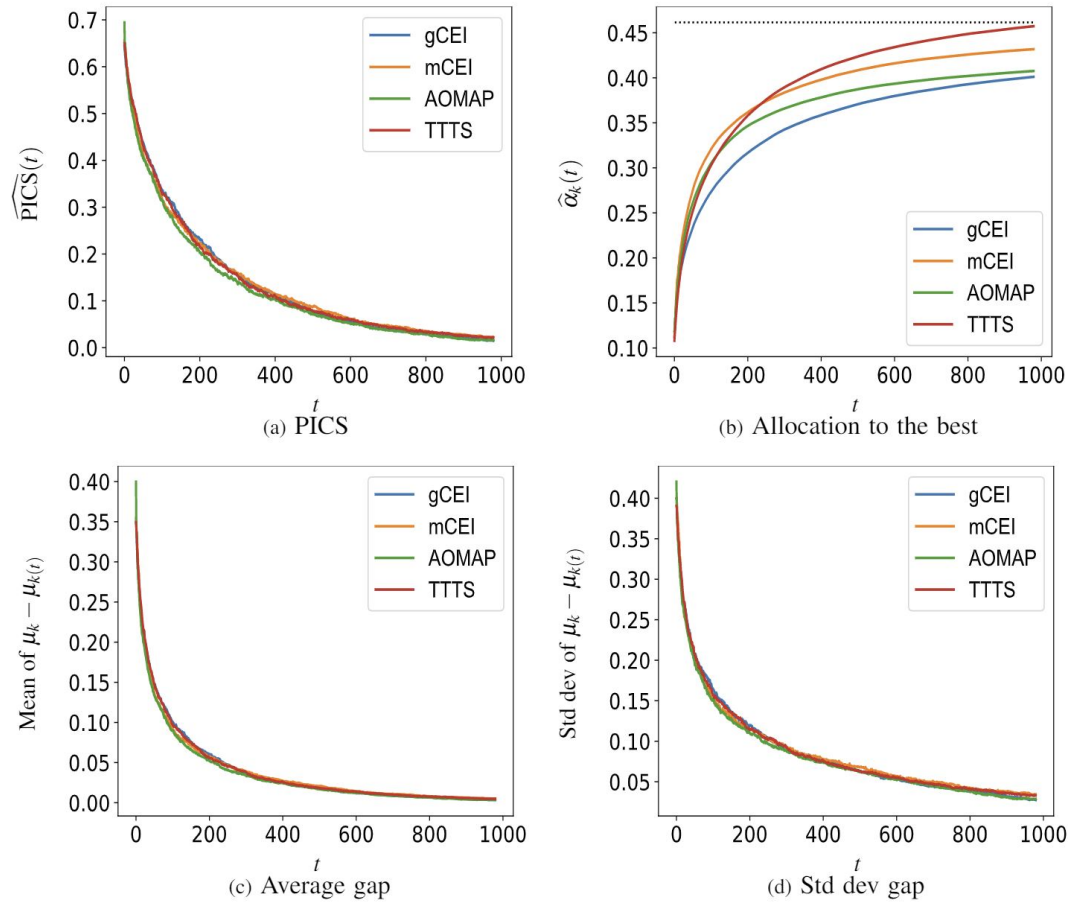 0.7
0.6
0.5
0.4
0.3
0.2
0.1
0.0
PICS(t)
gCEI
mCEI
AOMAP
TTTS
0 200 400 600 800 1000
t
(a) PICS
0.45
0.40
0.35
0.30
0.25
0.20
0.15
0.10
α̂ₖ(t)
gCEI
mCEI
AOMAP
TTTS
0 200 400 600 800 1000
t
(b) Allocation to the best
0.40
0.35
0.30
0.25
0.20
0.15
0.10
0.05
0.00
Mean of μₖ − μₖ₍ₜ₎
gCEI
mCEI
AOMAP
TTTS
0 200 400 600 800 1000
t
(c) Average gap
0.40
0.35
0.30
0.25
0.20
0.15
0.10
0.05
Std dev of μₖ − μₖ₍ₜ₎
gCEI
mCEI
AOMAP
TTTS
0 200 400 600 800 1000
t
(d) Std dev gap